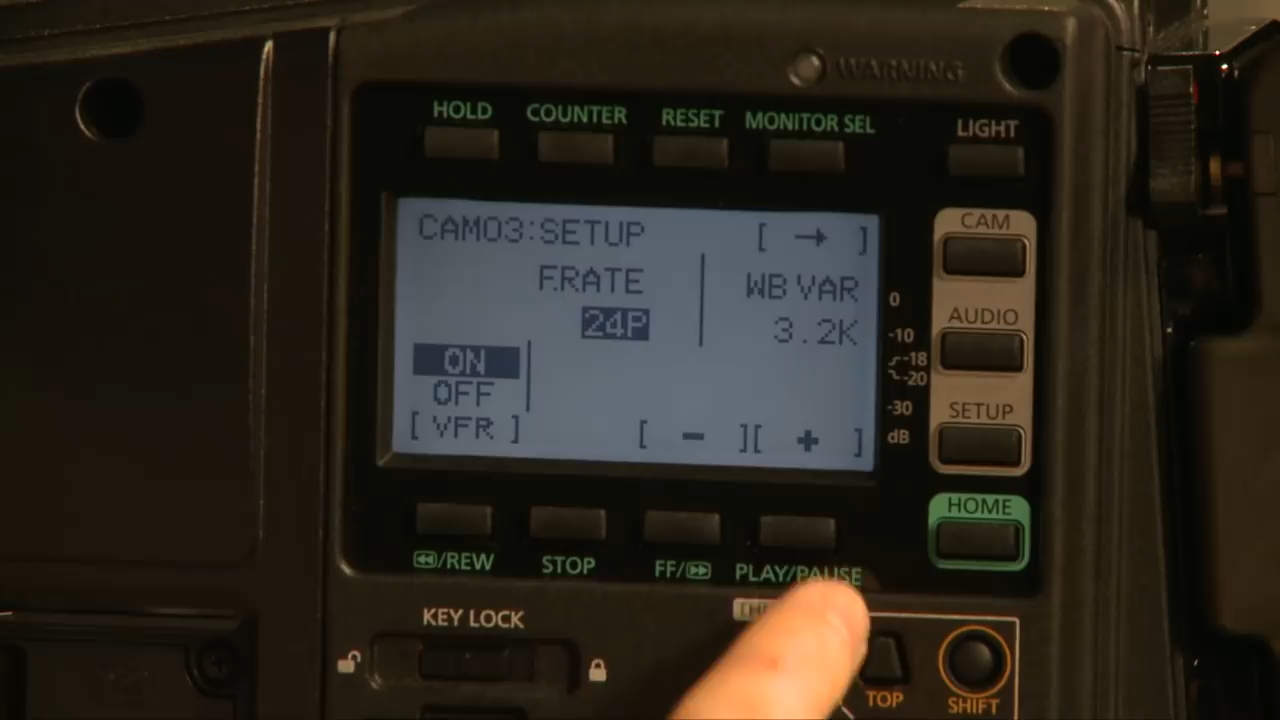 WARNING
HOLD COUNTER RESET MONITOR SEL LIGHT
CAM03:SETUP [ → ]
F.RATE WB VAR
24P 3.2K
ON
OFF
[ VFR ] [ - ][ + ]
0
-10
-18
-20
-30
dB
CAM
AUDIO
SETUP
HOME
/REW STOP FF/ PLAY/PAUSE
KEY LOCK
TOP SHIFT